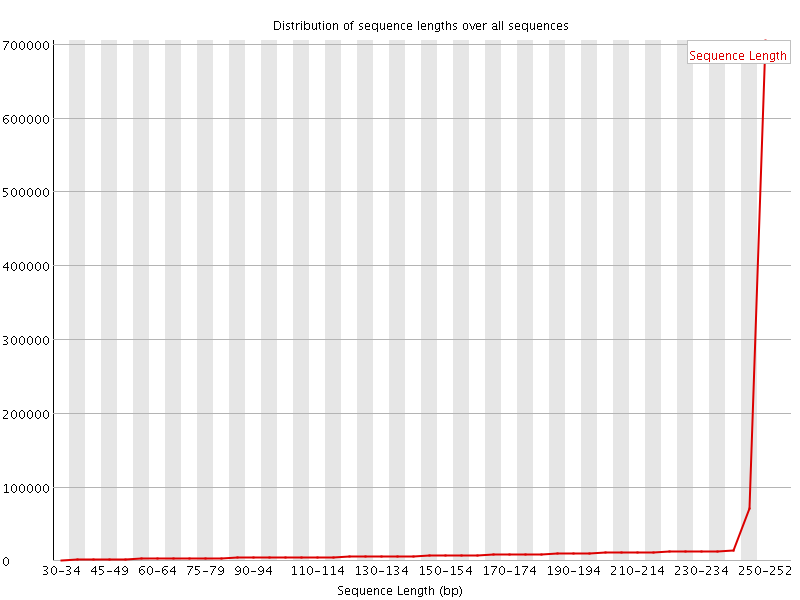 Distribution of sequence lengths over all sequences
Sequence Length
700000
600000
500000
400000
300000
200000
100000
0
30-34 45-49 60-64 75-79 90-94 110-114 130-134 150-154 170-174 190-194 210-214 230-234 250-252
Sequence Length (bp)